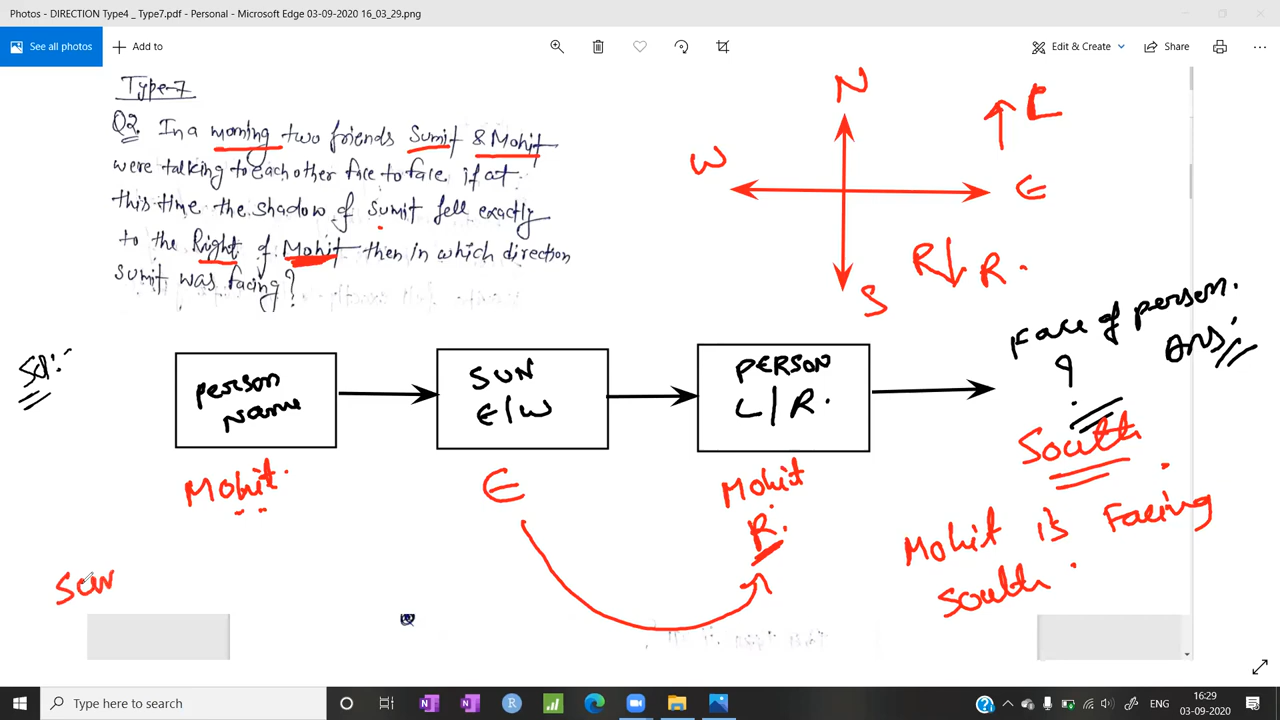 Photos - DIRECTION Type4 _ Type7.pdf - Personal - Microsoft Edge 03-09-2020 16_03_29.png
See all photos
Add to
Edit & Create
Share
Type-7
Q2. In a morning two friends Sumit & Mohit
were talking to each other face to face if at
this time the shadow of Sumit fell exactly
to the Right of Mohit then in which direction
Sumit was facing?
N
W
E
S
L
R
R.
Sol:-
person
Name
SUN
E/W
PERSON
L/R.
Face of person.
?
Ans:
Mohit.
E
Mohit
R.
South
Mohit is Facing
South.
Type here to search
ENG
16:29
03-09-2020